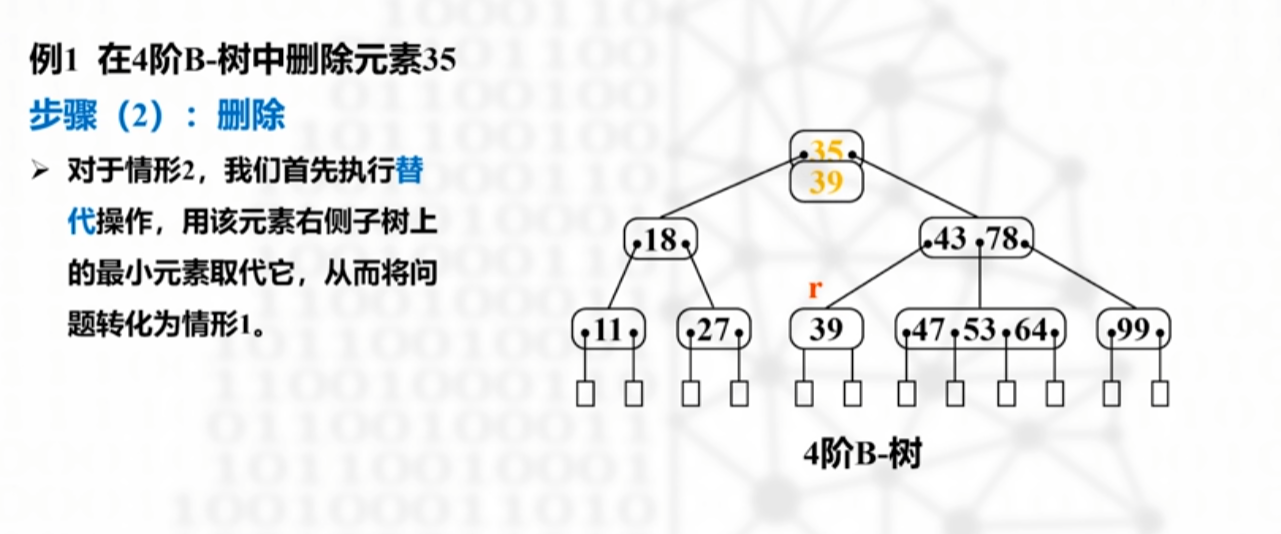 例1 在4阶B-树中删除元素35
步骤（2）：删除
➢ 对于情形2，我们首先执行替
代操作，用该元素右侧子树上
的最小元素取代它，从而将问
题转化为情形1。
35
39
18
43 78
r
11
27
39
47 53 64
99
4阶B-树